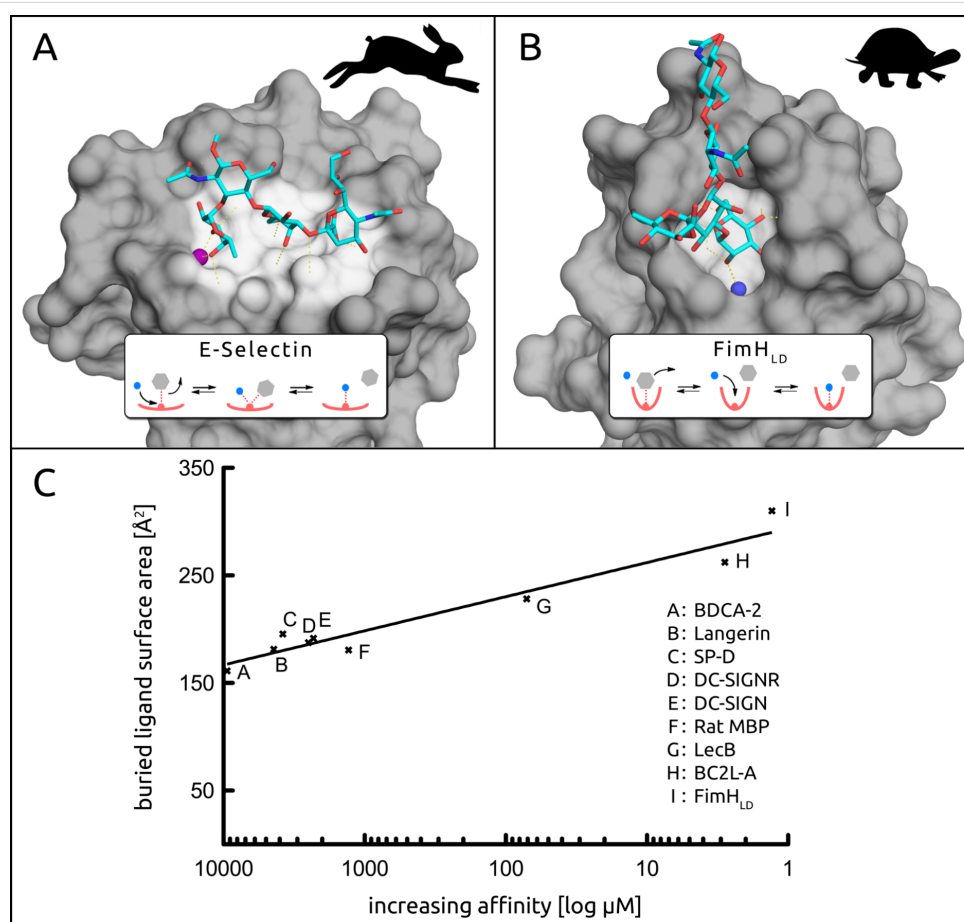 A
B
E-Selectin
FimH_LD
C
350
250
150
50
buried ligand surface area [Å²]
A
B
C
D
E
F
G
H
I
A: BDCA-2
B: Langerin
C: SP-D
D: DC-SIGNR
E: DC-SIGN
F: Rat MBP
G: LecB
H: BC2L-A
I : FimH_LD
10000
1000
100
10
1
increasing affinity [log µM]